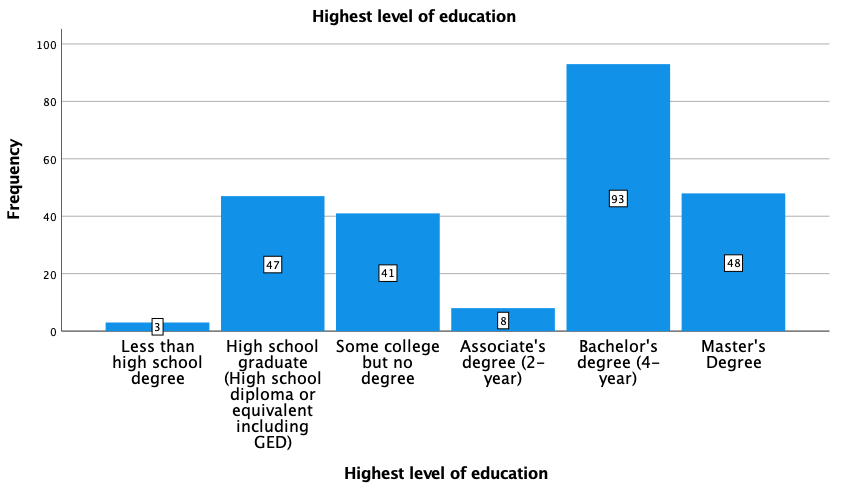 Highest level of education
Frequency
100
80
60
40
20
0
3
47
41
8
93
48
Less than
high school
degree
High school
graduate
(High school
diploma or
equivalent
including
GED)
Some college
but no
degree
Associate's
degree (2-
year)
Bachelor's
degree (4-
year)
Master's
Degree
Highest level of education